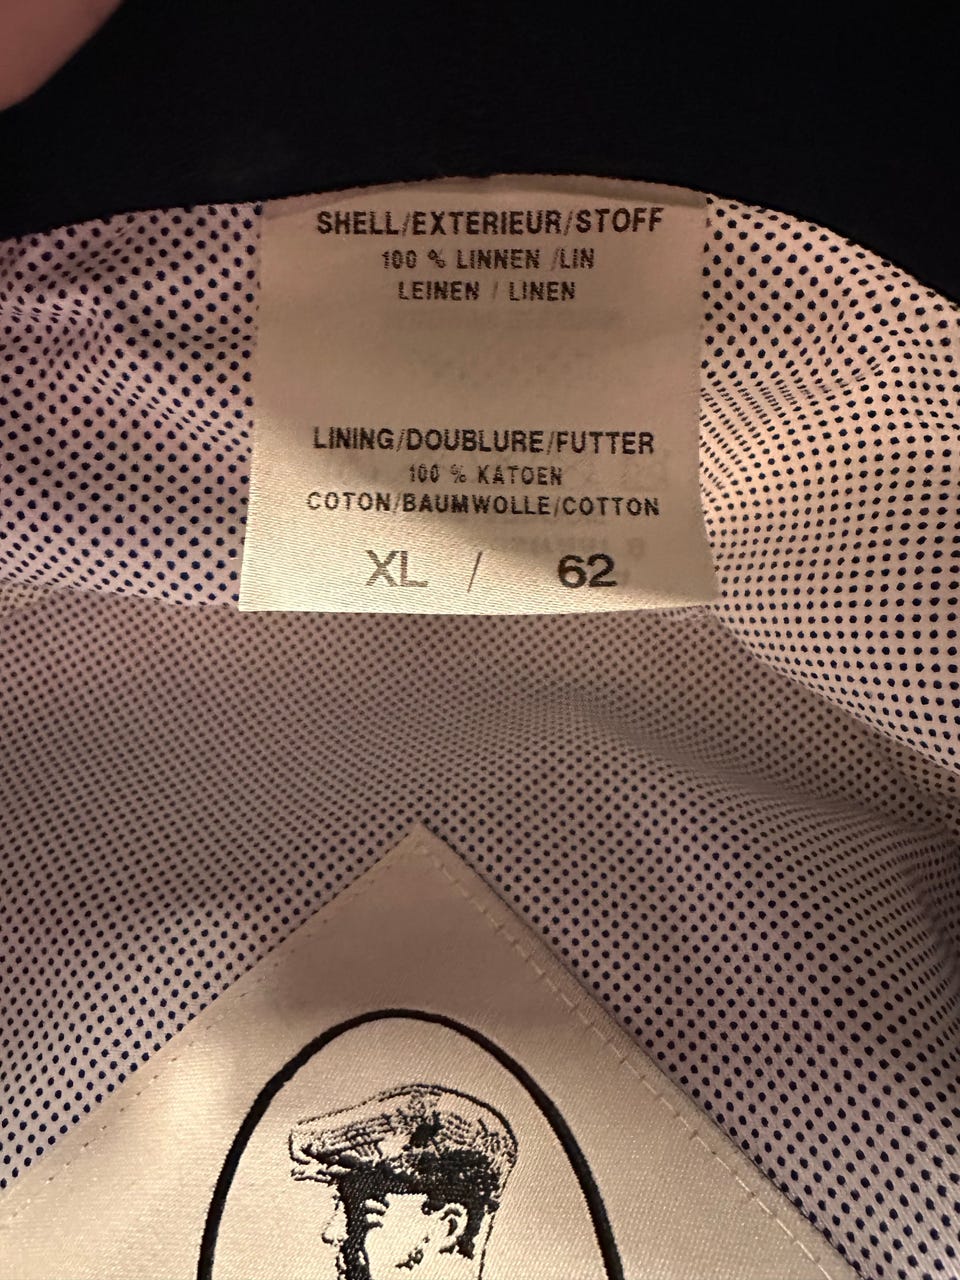 SHELL/EXTERIEUR/STOFF
100 % LINNEN /LIN
LEINEN / LINEN
LINING/DOUBLURE/FUTTER
100 % KATOEN
COTON/BAUMWOLLE/COTTON
XL / 62